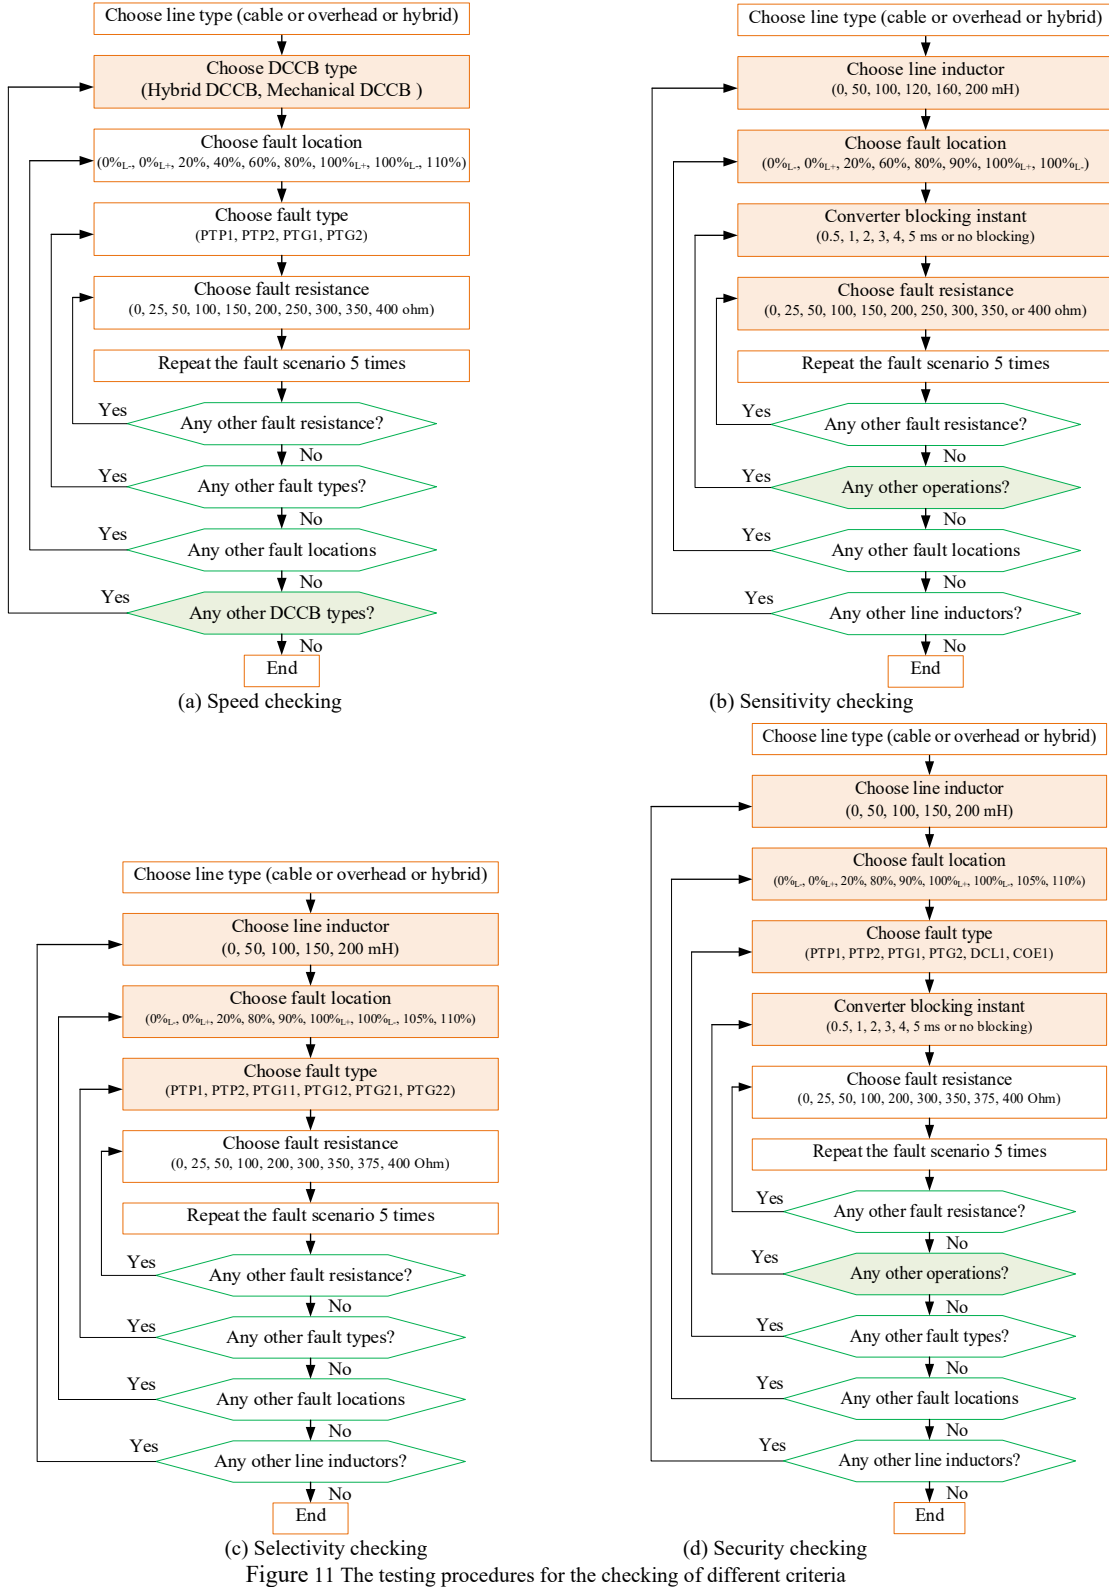 Choose line type (cable or overhead or hybrid)
Choose DCCB type
(Hybrid DCCB, Mechanical DCCB )
Choose fault location
(0%L-, 0%L+, 20%, 40%, 60%, 80%, 100%L+, 100%L-, 110%)
Choose fault type
(PTP1, PTP2, PTG1, PTG2)
Choose fault resistance
(0, 25, 50, 100, 150, 200, 250, 300, 350, 400 ohm)
Repeat the fault scenario 5 times
Yes
Any other fault resistance?
No
Yes
Any other fault types?
No
Yes
Any other fault locations
No
Yes
Any other DCCB types?
No
End
(a) Speed checking
Choose line type (cable or overhead or hybrid)
Choose line inductor
(0, 50, 100, 120, 160, 200 mH)
Choose fault location
(0%L-, 0%L+, 20%, 60%, 80%, 90%, 100%L+, 100%L-)
Converter blocking instant
(0.5, 1, 2, 3, 4, 5 ms or no blocking)
Choose fault resistance
(0, 25, 50, 100, 150, 200, 250, 300, 350, or 400 ohm)
Repeat the fault scenario 5 times
Yes
Any other fault resistance?
No
Yes
Any other operations?
No
Yes
Any other fault locations
No
Yes
Any other line inductors?
No
End
(b) Sensitivity checking
Choose line type (cable or overhead or hybrid)
Choose line inductor
(0, 50, 100, 150, 200 mH)
Choose fault location
(0%L-, 0%L+, 20%, 80%, 90%, 100%L+, 100%L-, 105%, 110%)
Choose fault type
(PTP1, PTP2, PTG11, PTG12, PTG21, PTG22)
Choose fault resistance
(0, 25, 50, 100, 200, 300, 350, 375, 400 Ohm)
Repeat the fault scenario 5 times
Yes
Any other fault resistance?
No
Yes
Any other fault types?
No
Yes
Any other fault locations
No
Yes
Any other line inductors?
No
End
(c) Selectivity checking
Choose line type (cable or overhead or hybrid)
Choose line inductor
(0, 50, 100, 150, 200 mH)
Choose fault location
(0%L-, 0%L+, 20%, 80%, 90%, 100%L+, 100%L-, 105%, 110%)
Choose fault type
(PTP1, PTP2, PTG1, PTG2, DCL1, COE1)
Converter blocking instant
(0.5, 1, 2, 3, 4, 5 ms or no blocking)
Choose fault resistance
(0, 25, 50, 100, 200, 300, 350, 375, 400 Ohm)
Repeat the fault scenario 5 times
Yes
Any other fault resistance?
No
Yes
Any other operations?
No
Yes
Any other fault types?
No
Yes
Any other fault locations
No
Yes
Any other line inductors?
No
End
(d) Security checking
Figure 11 The testing procedures for the checking of different criteria